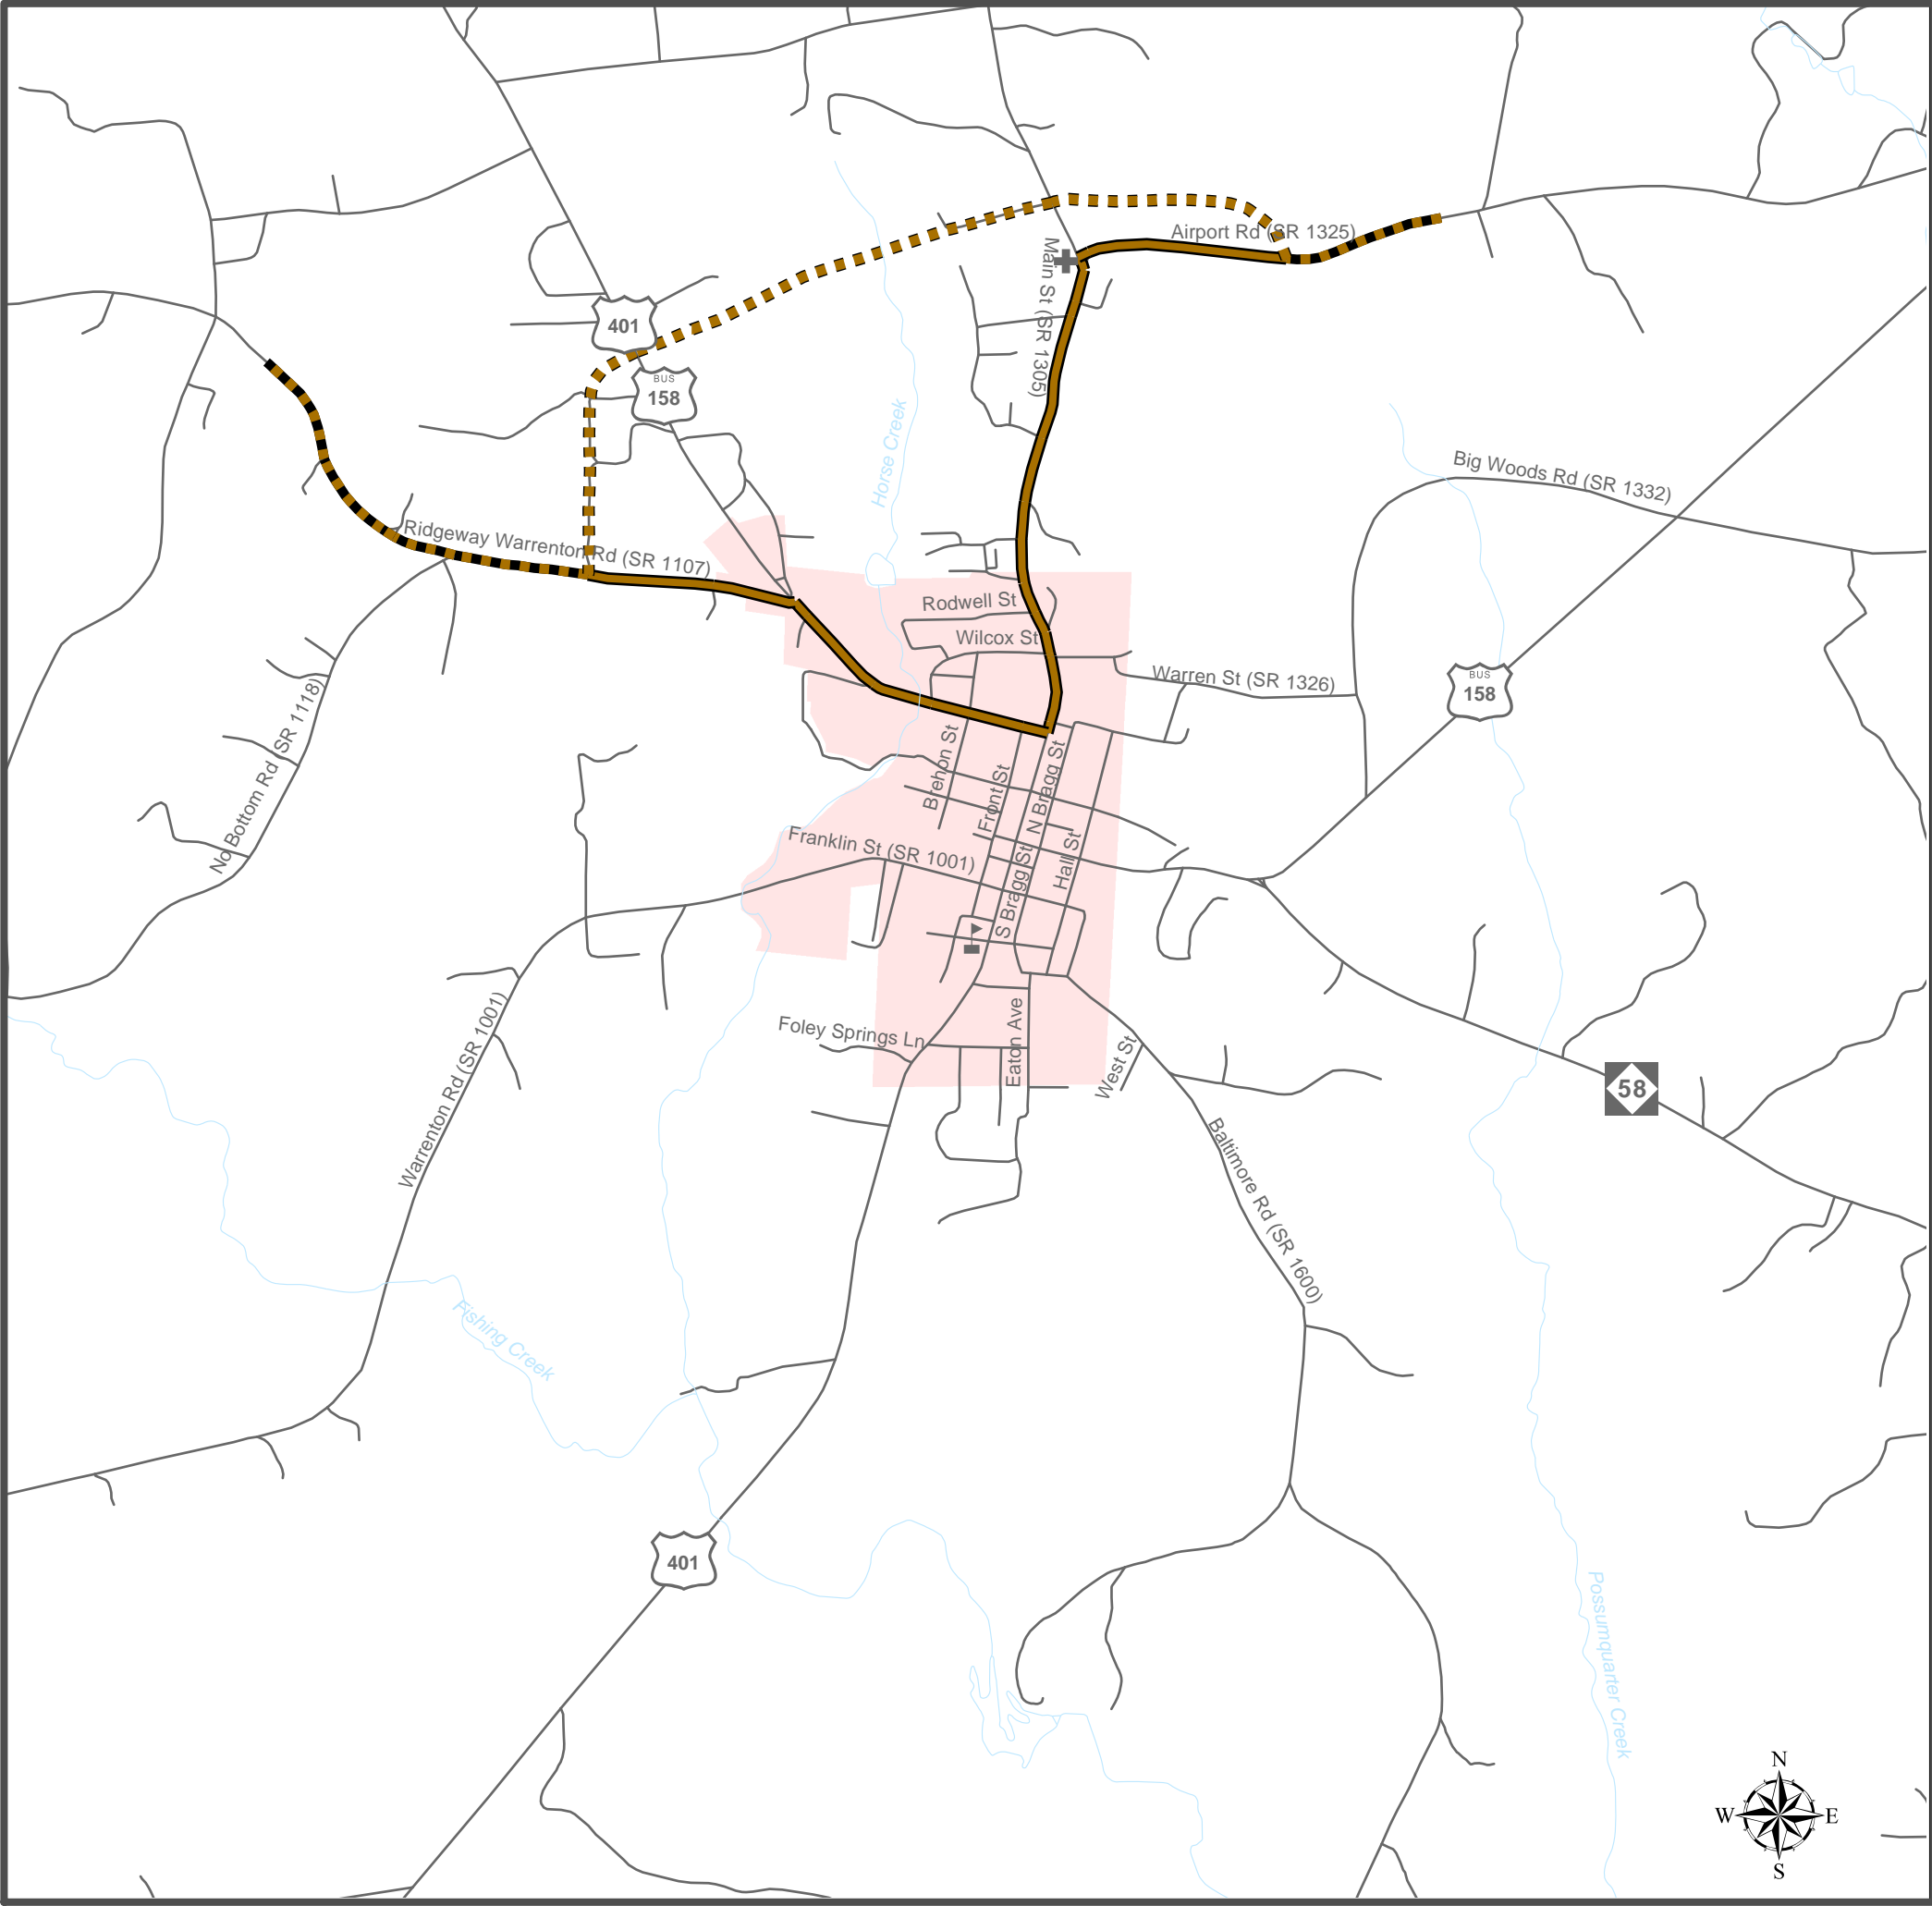 Airport Rd (SR 1325)
Main St (SR 1305)
401
BUS
158
Horse Creek
Big Woods Rd (SR 1332)
Ridgeway Warrenton Rd (SR 1107)
Rodwell St
Wilcox St
Warren St (SR 1326)
BUS
158
No Bottom Rd (SR 1118)
Brehon St
Front St
N Bragg St
Franklin St (SR 1001)
Hall St
S Bragg St
Warrenton Rd (SR 1001)
Foley Springs Ln
Eaton Ave
West St
58
Baltimore Rd (SR 1600)
Fishing Creek
401
Possumquarter Creek
N
W
E
S